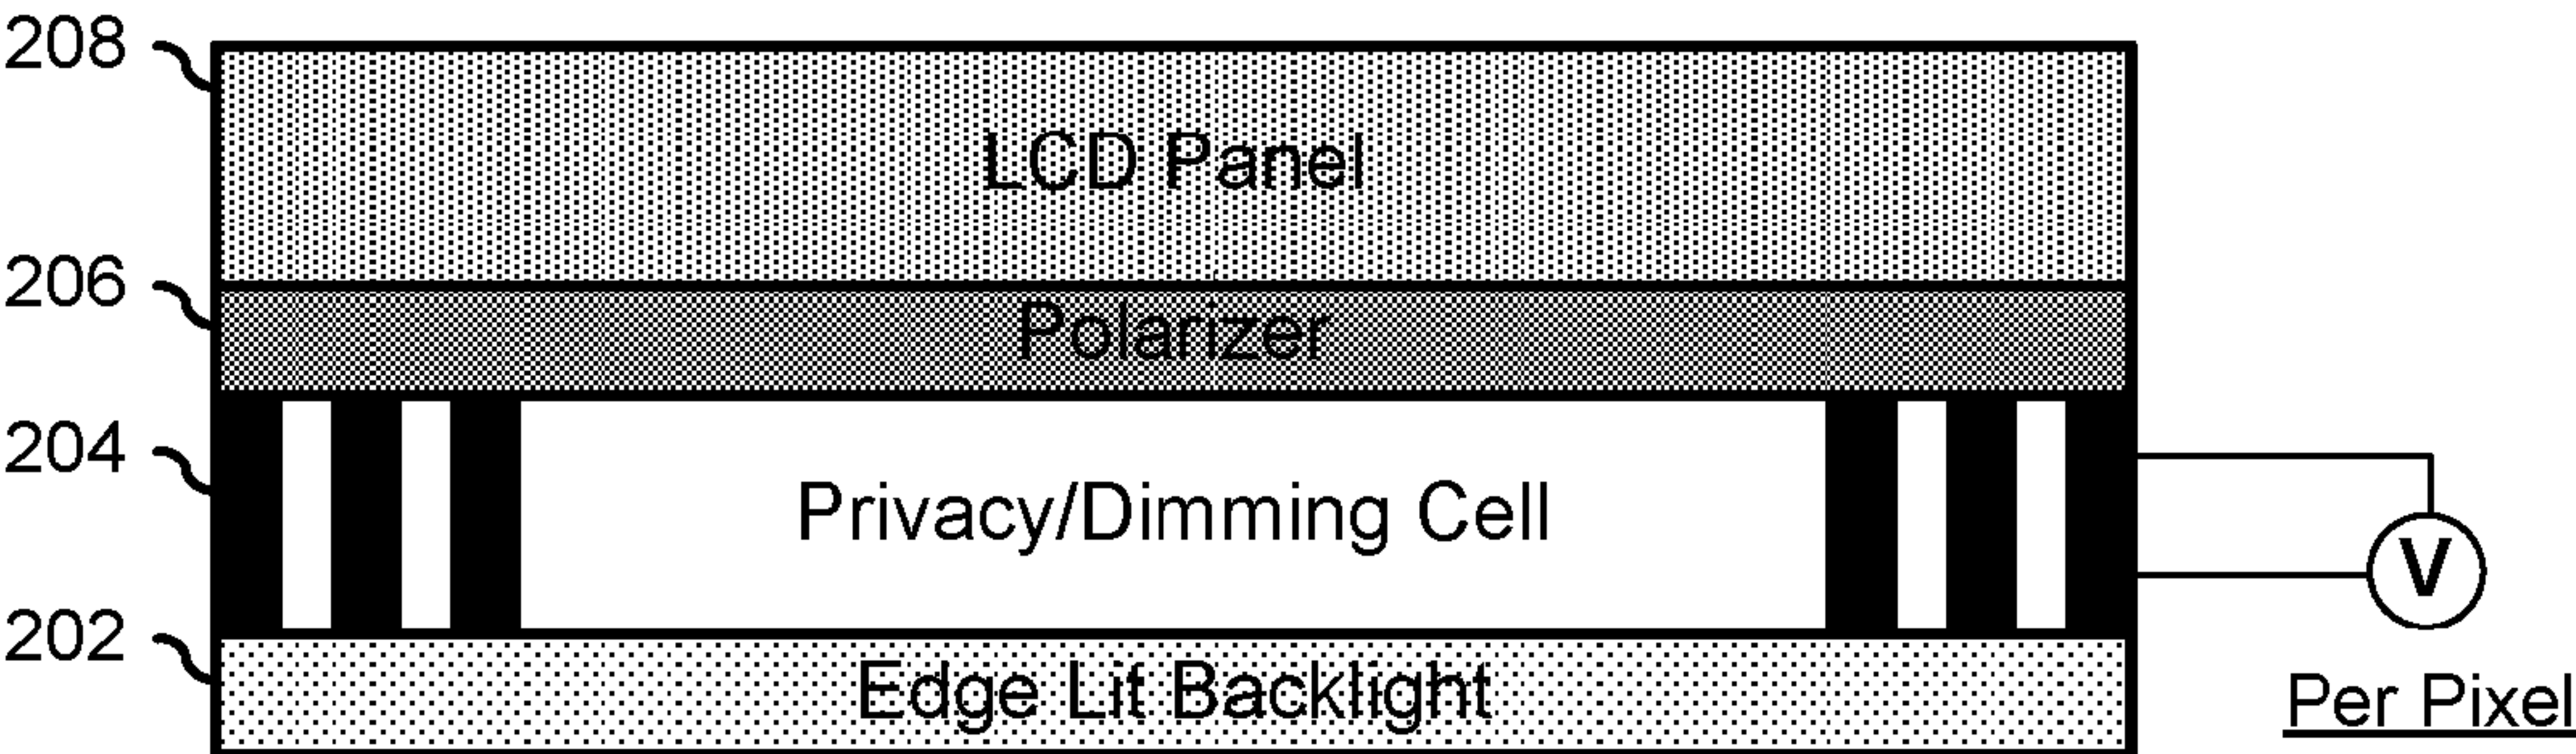 208
LCD Panel
206
Polarizer
204
Privacy/Dimming Cell
V
202
Edge Lit Backlight
Per Pixel